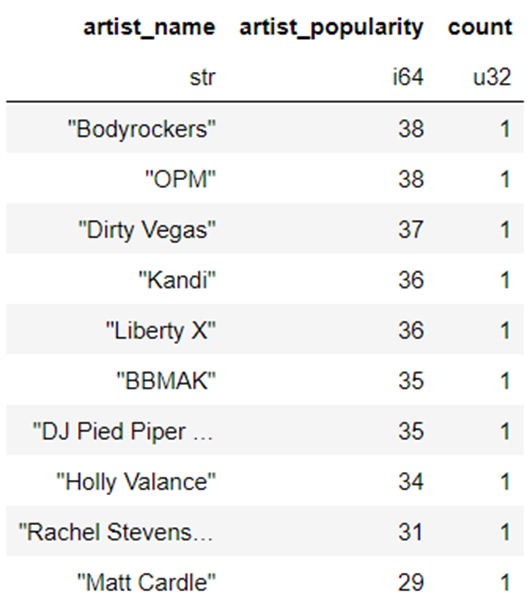 artist_name artist_popularity count
str i64 u32
"Bodyrockers" 38 1
"OPM" 38 1
"Dirty Vegas" 37 1
"Kandi" 36 1
"Liberty X" 36 1
"BBMAK" 35 1
"DJ Pied Piper ... 35 1
"Holly Valance" 34 1
"Rachel Stevens... 31 1
"Matt Cardle" 29 1